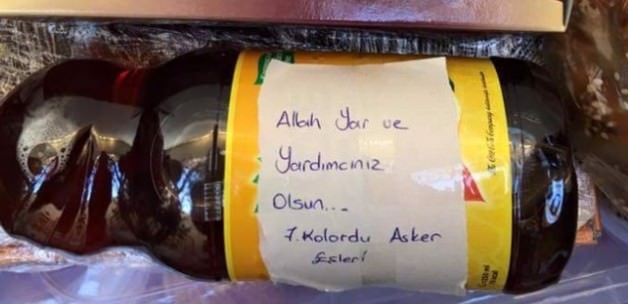 Allah Yar ve
Yardımcınız
Olsun...
7. Kolordu Asker
Eşleri